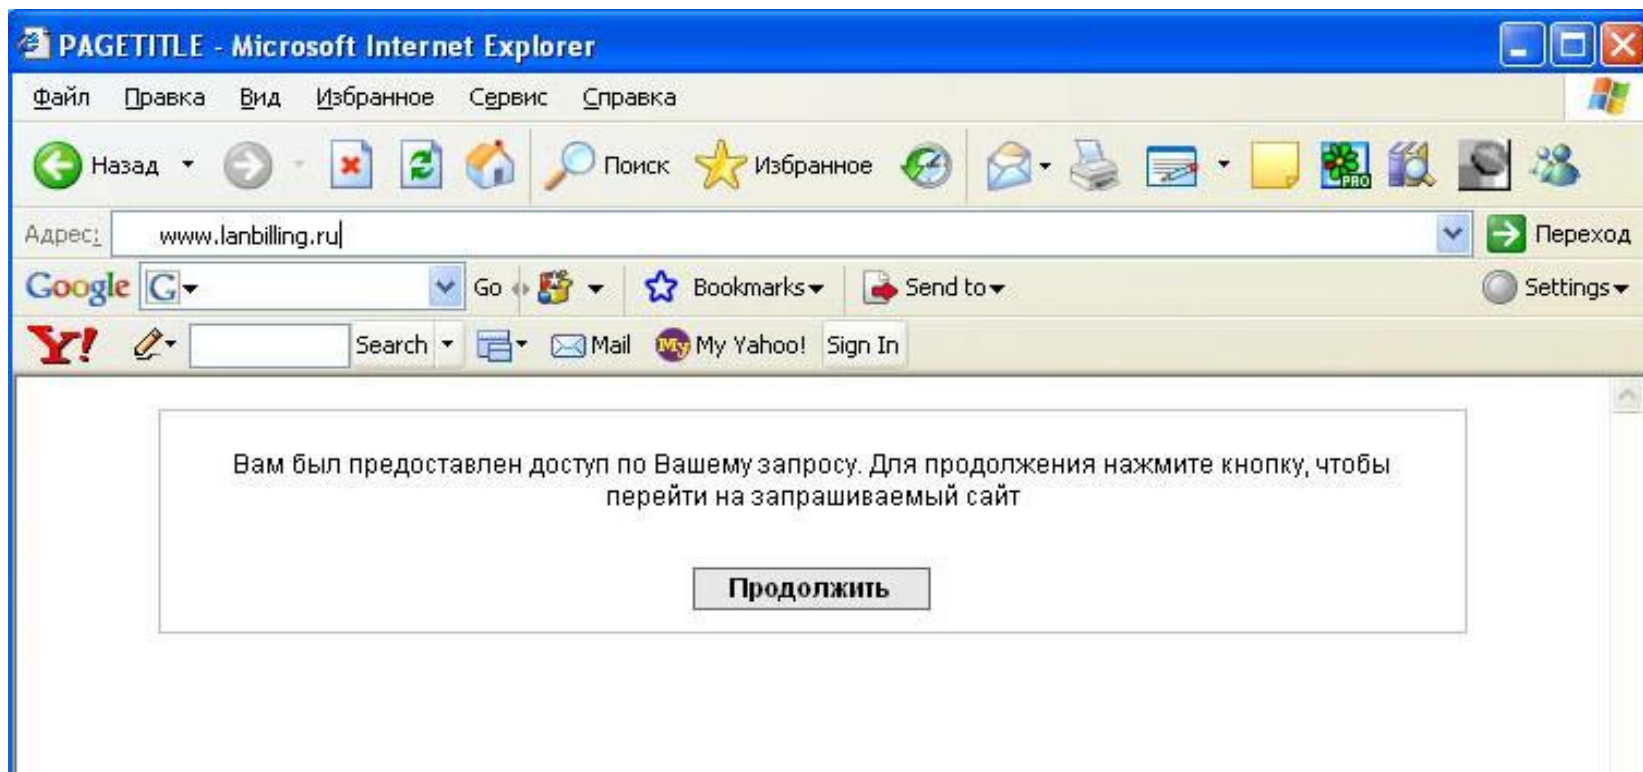 PAGETITLE - Microsoft Internet Explorer
Файл Правка Вид Избранное Сервис Справка
Назад Поиск Избранное PRO
Адрес: www.lanbilling.ru Переход
Google G Go Bookmarks Send to Settings
Y! Search Mail My My Yahoo! Sign In
Вам был предоставлен доступ по Вашему запросу. Для продолжения нажмите кнопку, чтобы
перейти на запрашиваемый сайт
Продолжить